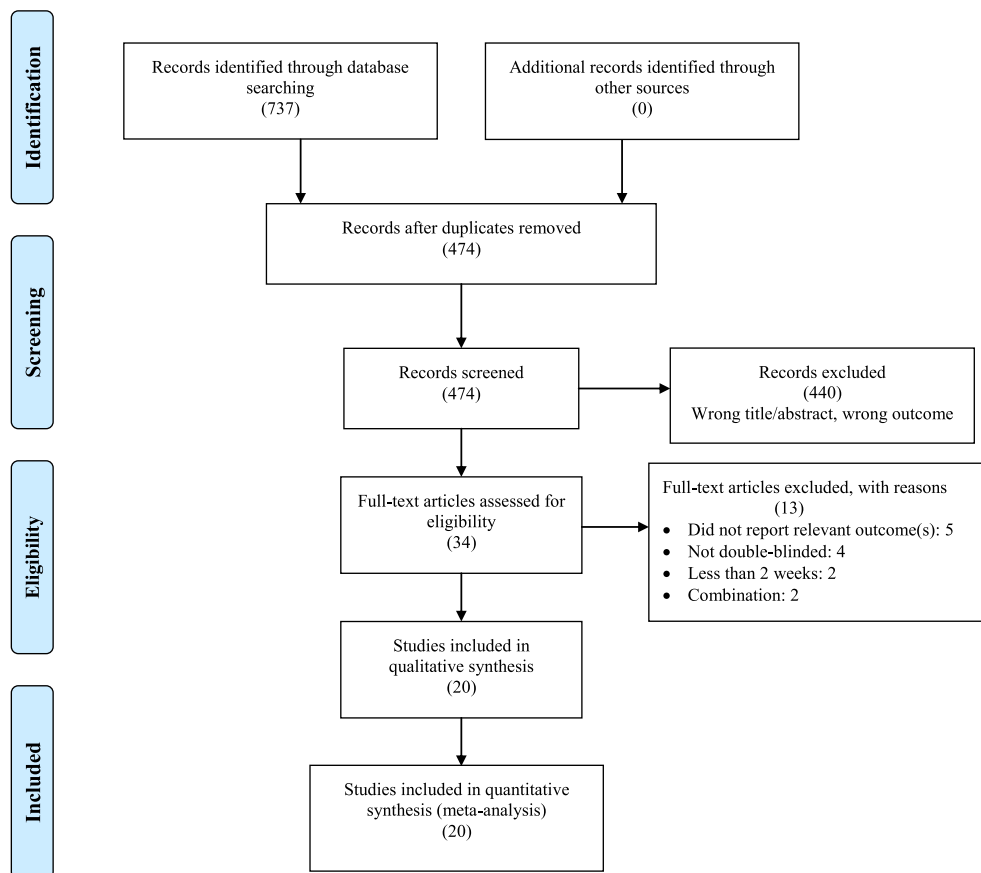 Identification
Records identified through database
searching
(737)
Additional records identified through
other sources
(0)
Records after duplicates removed
(474)
Screening
Records screened
(474)
Records excluded
(440)
Wrong title/abstract, wrong outcome
Eligibility
Full-text articles assessed for
eligibility
(34)
Full-text articles excluded, with reasons
(13)
• Did not report relevant outcome(s): 5
• Not double-blinded: 4
• Less than 2 weeks: 2
• Combination: 2
Studies included in
qualitative synthesis
(20)
Included
Studies included in quantitative
synthesis (meta-analysis)
(20)